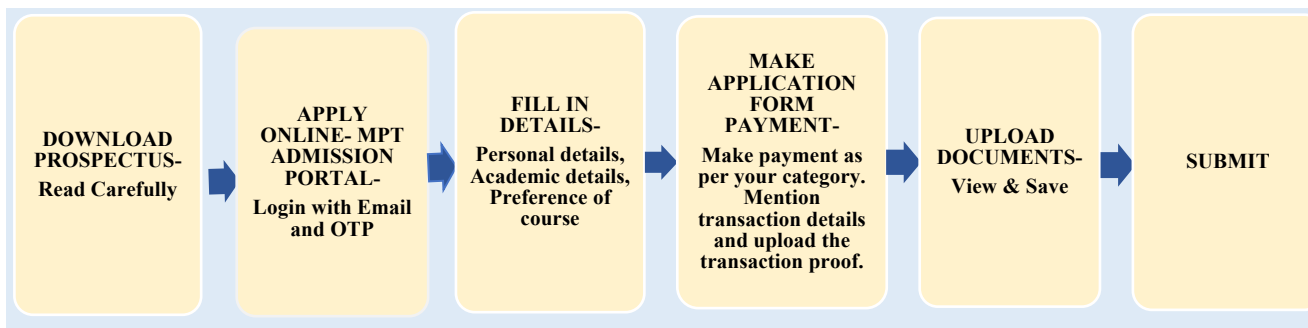 DOWNLOAD
PROSPECTUS-
Read Carefully
APPLY
ONLINE- MPT
ADMISSION
PORTAL-
Login with Email
and OTP
FILL IN
DETAILS-
Personal details,
Academic details,
Preference of
course
MAKE
APPLICATION
FORM
PAYMENT-
Make payment as
per your category.
Mention
transaction details
and upload the
transaction proof.
UPLOAD
DOCUMENTS-
View & Save
SUBMIT